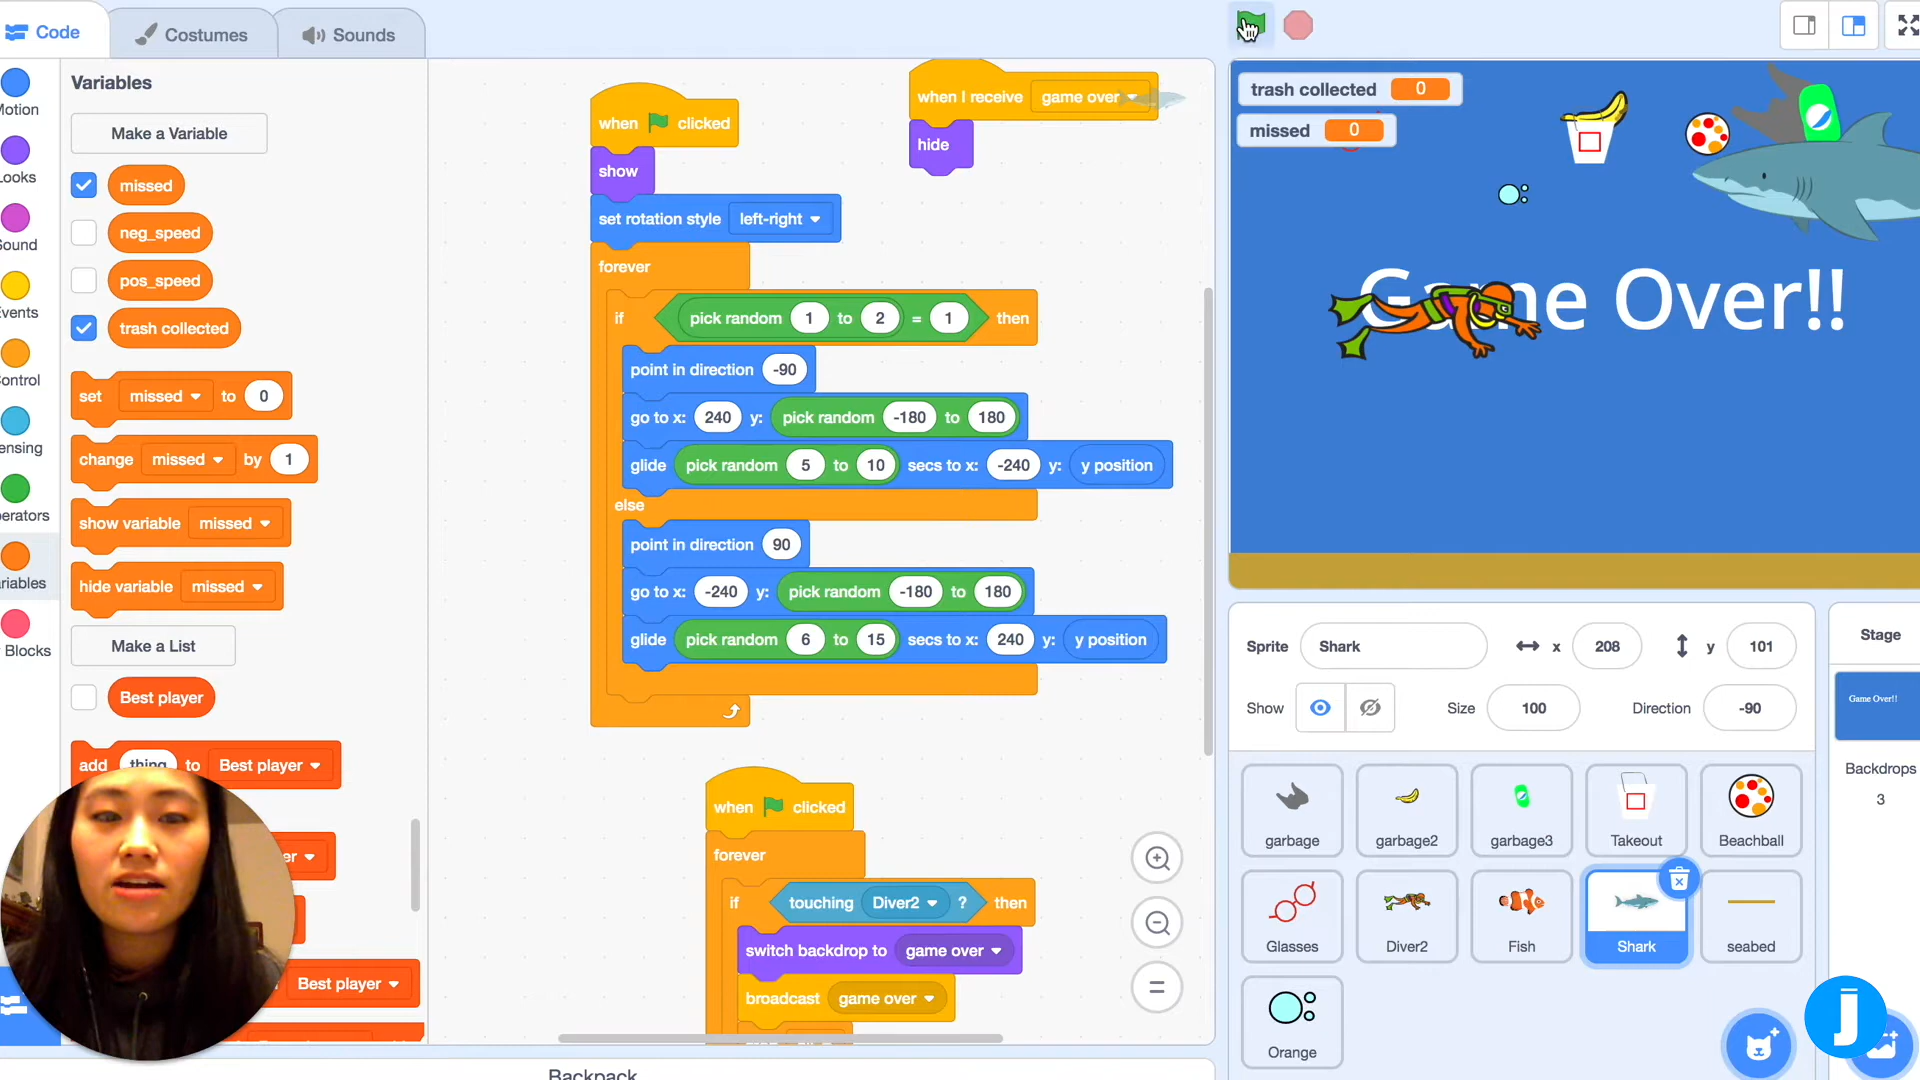 Code
Costumes
Sounds
Motion
Looks
Sound
Events
Control
ensing
perators
riables
Blocks
Variables
Make a Variable
missed
neg_speed
pos_speed
trash collected
set missed to 0
change missed by 1
show variable missed
hide variable missed
Make a List
Best player
add thing to Best player
er
Best player
when clicked
show
set rotation style left-right
forever
if pick random 1 to 2 = 1 then
point in direction -90
go to x: 240 y: pick random -180 to 180
glide pick random 5 to 10 secs to x: -240 y: y position
else
point in direction 90
go to x: -240 y: pick random -180 to 180
glide pick random 6 to 15 secs to x: 240 y: y position
when I receive game over
hide
when clicked
forever
if touching Diver2 ? then
switch backdrop to game over
broadcast game over
Backpack
trash collected 0
missed 0
Game Over!!
Sprite Shark x 208 y 101
Show Size 100 Direction -90
garbage
garbage2
garbage3
Takeout
Beachball
Glasses
Diver2
Fish
Shark
seabed
Orange
Stage
Game Over!!
Backdrops
3
J